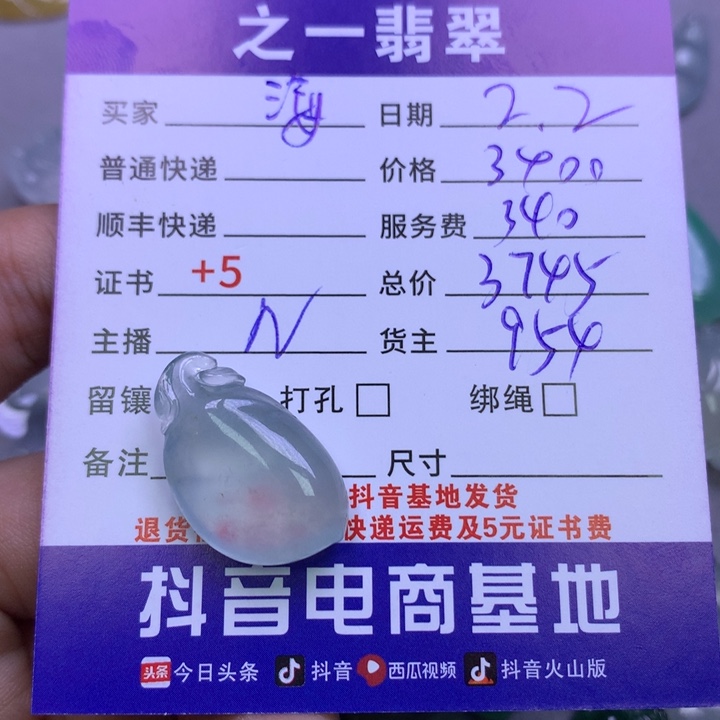 之一翡翠
买家 海 日期 2.2
普通快递 价格 3400
顺丰快递 服务费 340
证书 +5 总价 3745
主播 N 货主 954
留镶 打孔 绑绳
备注 尺寸
抖音基地发货
退货 快递运费及5元证书费
抖音电商基地
头条 今日头条 抖音 西瓜视频 抖音火山版